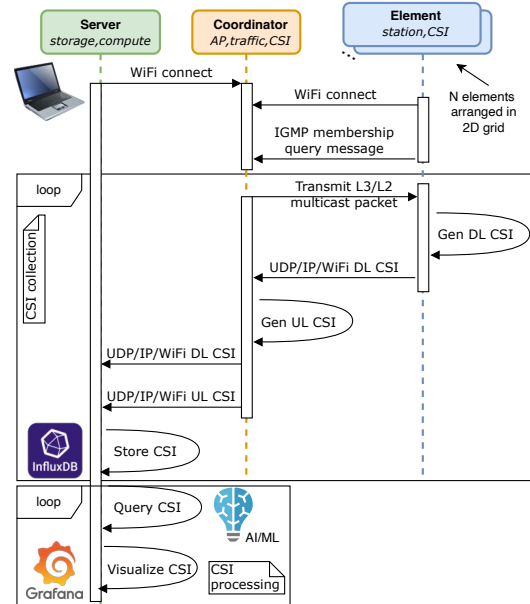 Server
storage,compute
Coordinator
AP,traffic,CSI
Element
station,CSI
...
WiFi connect
WiFi connect
N elements
arranged in
2D grid
IGMP membership
query message
loop
Transmit L3/L2
multicast packet
CSI collection
Gen DL CSI
UDP/IP/WiFi DL CSI
Gen UL CSI
UDP/IP/WiFi DL CSI
UDP/IP/WiFi UL CSI
Store CSI
InfluxDB
loop
Query CSI
AI/ML
Visualize CSI
CSI
processing
Grafana